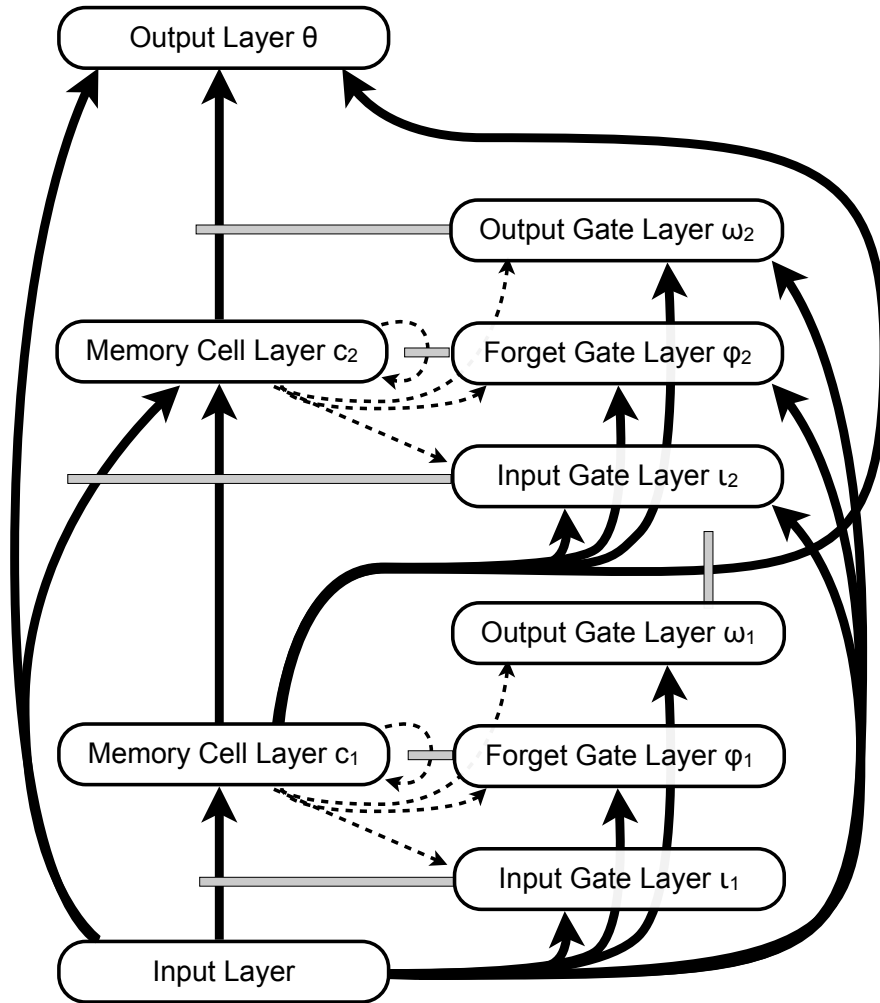 Output Layer θ
Output Gate Layer ω₂
Memory Cell Layer c₂
Forget Gate Layer φ₂
Input Gate Layer ι₂
Output Gate Layer ω₁
Memory Cell Layer c₁
Forget Gate Layer φ₁
Input Gate Layer ι₁
Input Layer